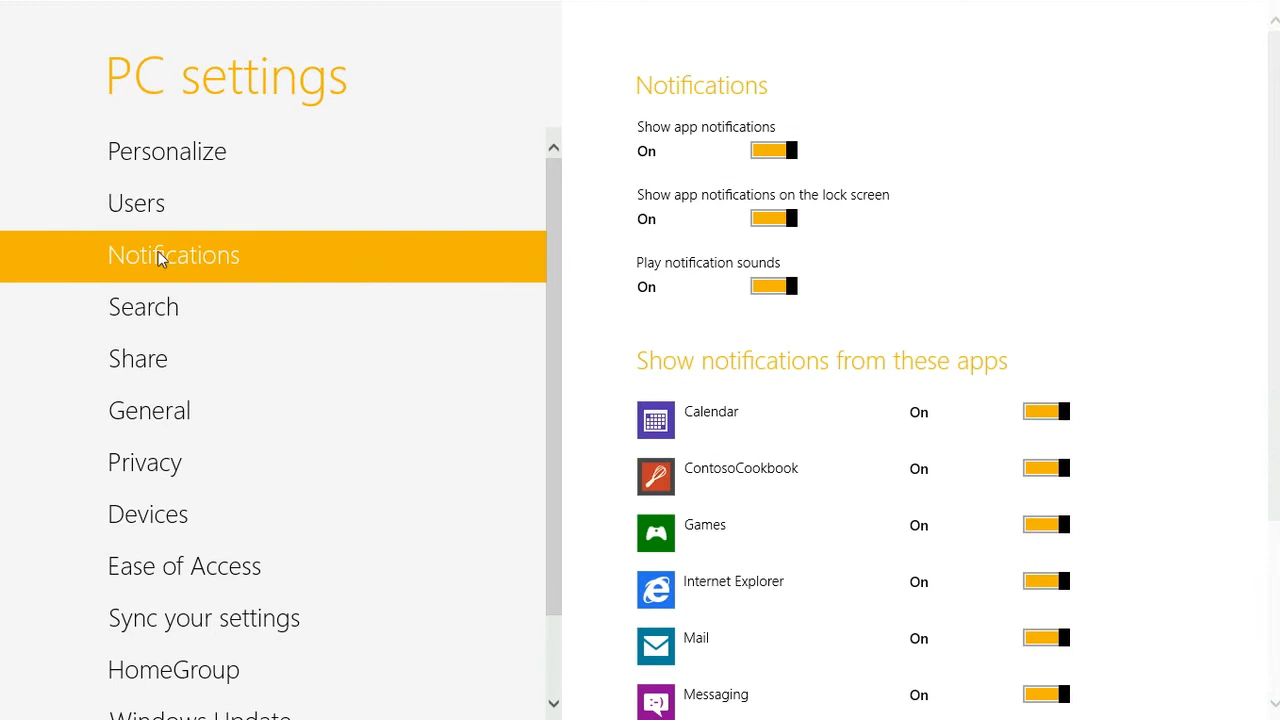 PC settings
Personalize
Users
Notifications
Search
Share
General
Privacy
Devices
Ease of Access
Sync your settings
HomeGroup
Windows Update
Notifications
Show app notifications
On
Show app notifications on the lock screen
On
Play notification sounds
On
Show notifications from these apps
Calendar On
ContosoCookbook On
Games On
Internet Explorer On
Mail On
Messaging On